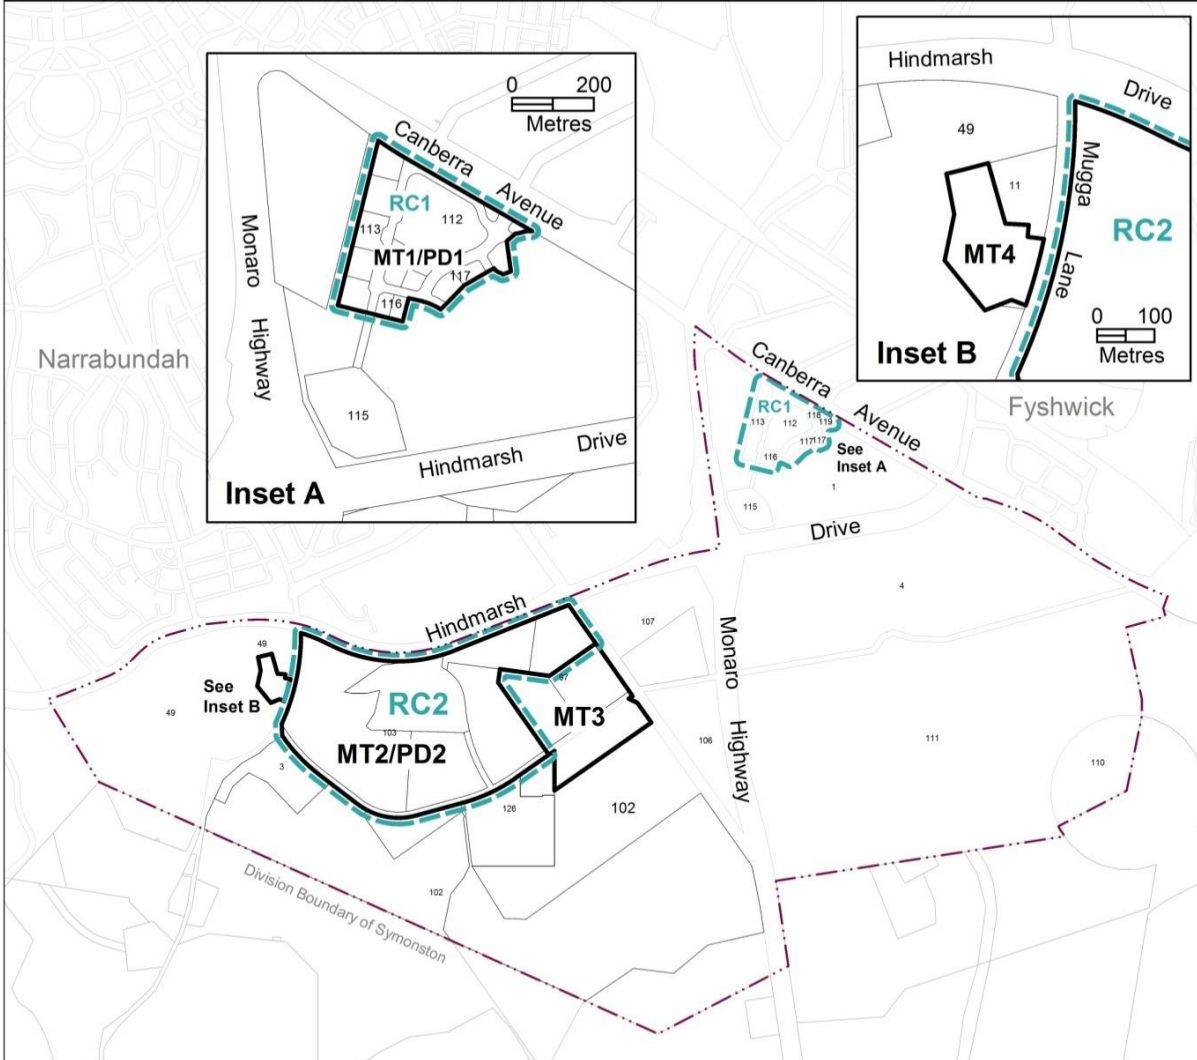 0 200
Metres
Canberra
Avenue
RC1
112
113
MT1/PD1
117
116
Monaro
Highway
115
Hindmarsh
Drive
Inset A
Hindmarsh
Drive
49
Mugga
11
RC2
MT4
Lane
0 100
Metres
Inset B
Narrabundah
Fyshwick
Canberra
Avenue
RC1
113
112
118
119
117
117
116
See
Inset A
1
115
Drive
4
Hindmarsh
107
Monaro
Highway
49
See
Inset B
49
RC2
97
MT3
103
MT2/PD2
3
106
111
110
126
102
102
Division Boundary of Symonston